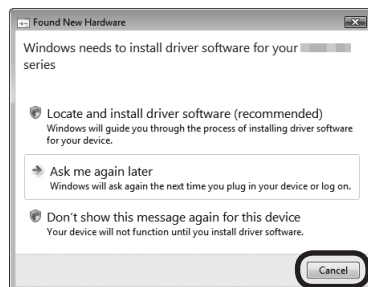 Found New Hardware
Windows needs to install driver software for your
series
Locate and install driver software (recommended)
Windows will guide you through the process of installing driver software
for your device.
Ask me again later
Windows will ask again the next time you plug in your device or log on.
Don't show this message again for this device
Your device will not function until you install driver software.
Cancel